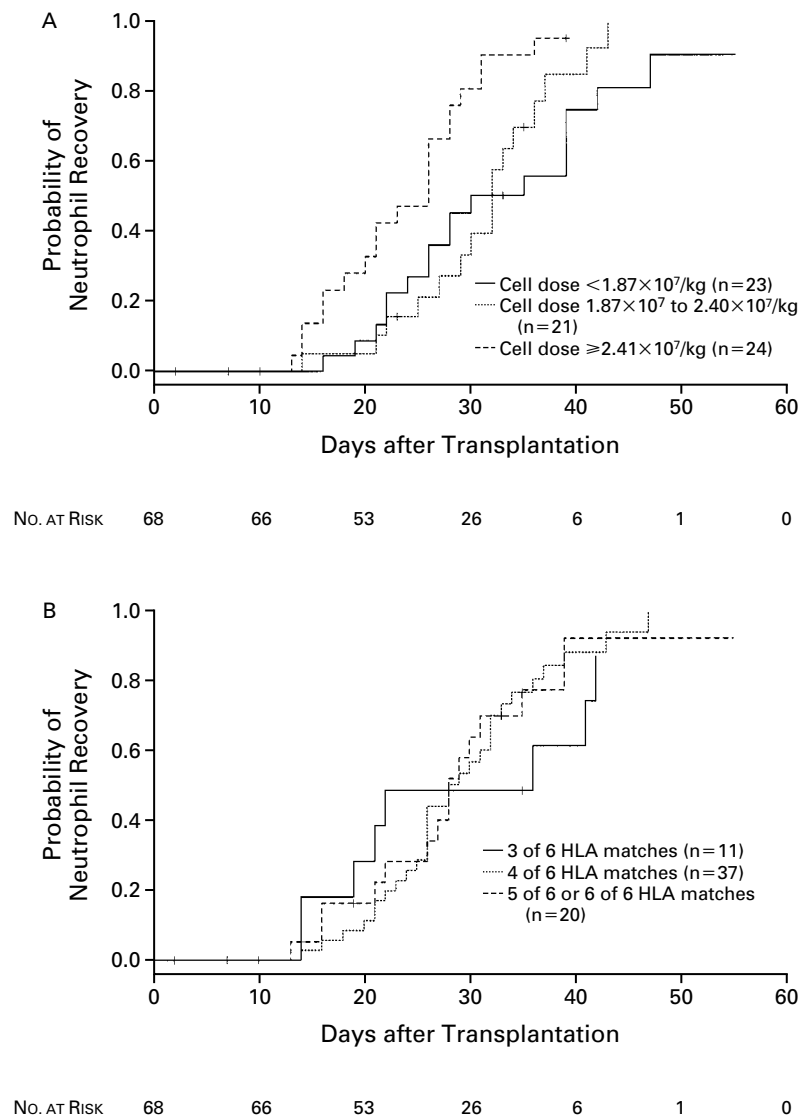 A
1.0
0.8
0.6
0.4
0.2
0.0
Probability of
Neutrophil Recovery
Cell dose <1.87×10⁷/kg (n=23)
Cell dose 1.87×10⁷ to 2.40×10⁷/kg
(n=21)
Cell dose ⩾2.41×10⁷/kg (n=24)
0 10 20 30 40 50 60
Days after Transplantation
NO. AT RISK 68 66 53 26 6 1 0
B
1.0
0.8
0.6
0.4
0.2
0.0
Probability of
Neutrophil Recovery
3 of 6 HLA matches (n=11)
4 of 6 HLA matches (n=37)
5 of 6 or 6 of 6 HLA matches
(n=20)
0 10 20 30 40 50 60
Days after Transplantation
NO. AT RISK 68 66 53 26 6 1 0